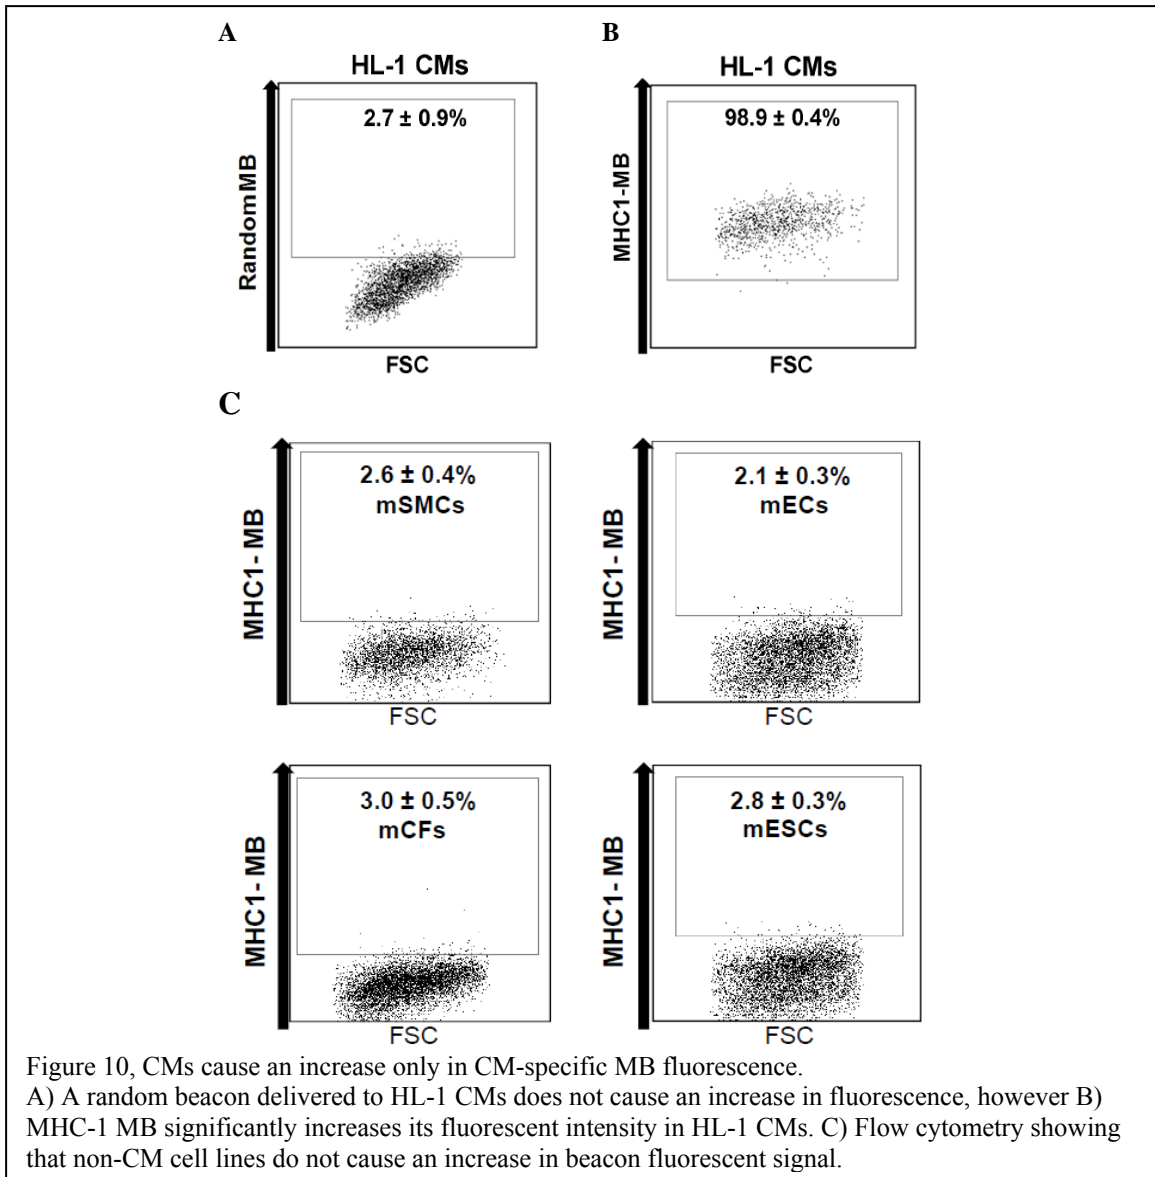 A
B
HL-1 CMs
HL-1 CMs
2.7 ± 0.9%
98.9 ± 0.4%
Random MB
MHC1-MB
FSC
FSC
C
2.6 ± 0.4%
mSMCs
2.1 ± 0.3%
mECs
MHC1- MB
MHC1- MB
FSC
FSC
3.0 ± 0.5%
mCFs
2.8 ± 0.3%
mESCs
MHC1- MB
MHC1- MB
FSC
FSC
Figure 10, CMs cause an increase only in CM-specific MB fluorescence.
A) A random beacon delivered to HL-1 CMs does not cause an increase in fluorescence, however B)
MHC-1 MB significantly increases its fluorescent intensity in HL-1 CMs. C) Flow cytometry showing
that non-CM cell lines do not cause an increase in beacon fluorescent signal.